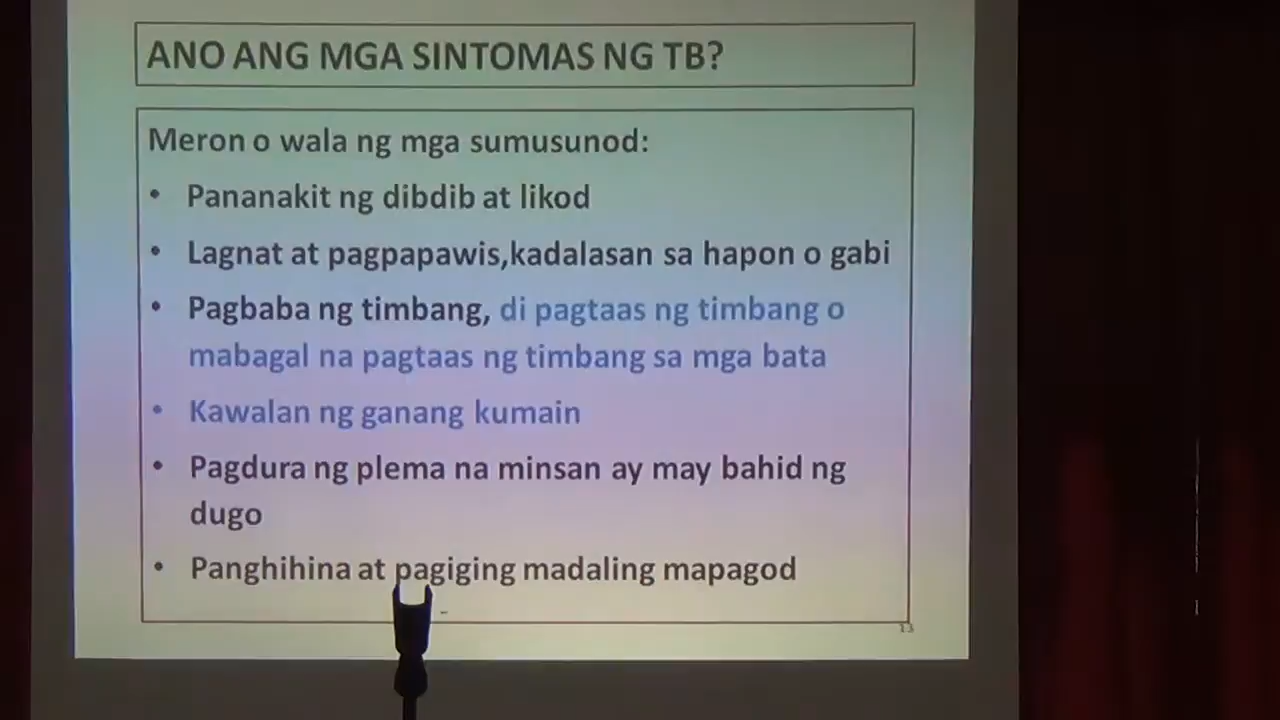 ANO ANG MGA SINTOMAS NG TB?
Meron o wala ng mga sumusunod:
• Pananakit ng dibdib at likod
• Lagnat at pagpapawis,kadalasan sa hapon o gabi
• Pagbaba ng timbang, di pagtaas ng timbang o
mabagal na pagtaas ng timbang sa mga bata
• Kawalan ng ganang kumain
• Pagdura ng plema na minsan ay may bahid ng
dugo
• Panghihina at pagiging madaling mapagod
13